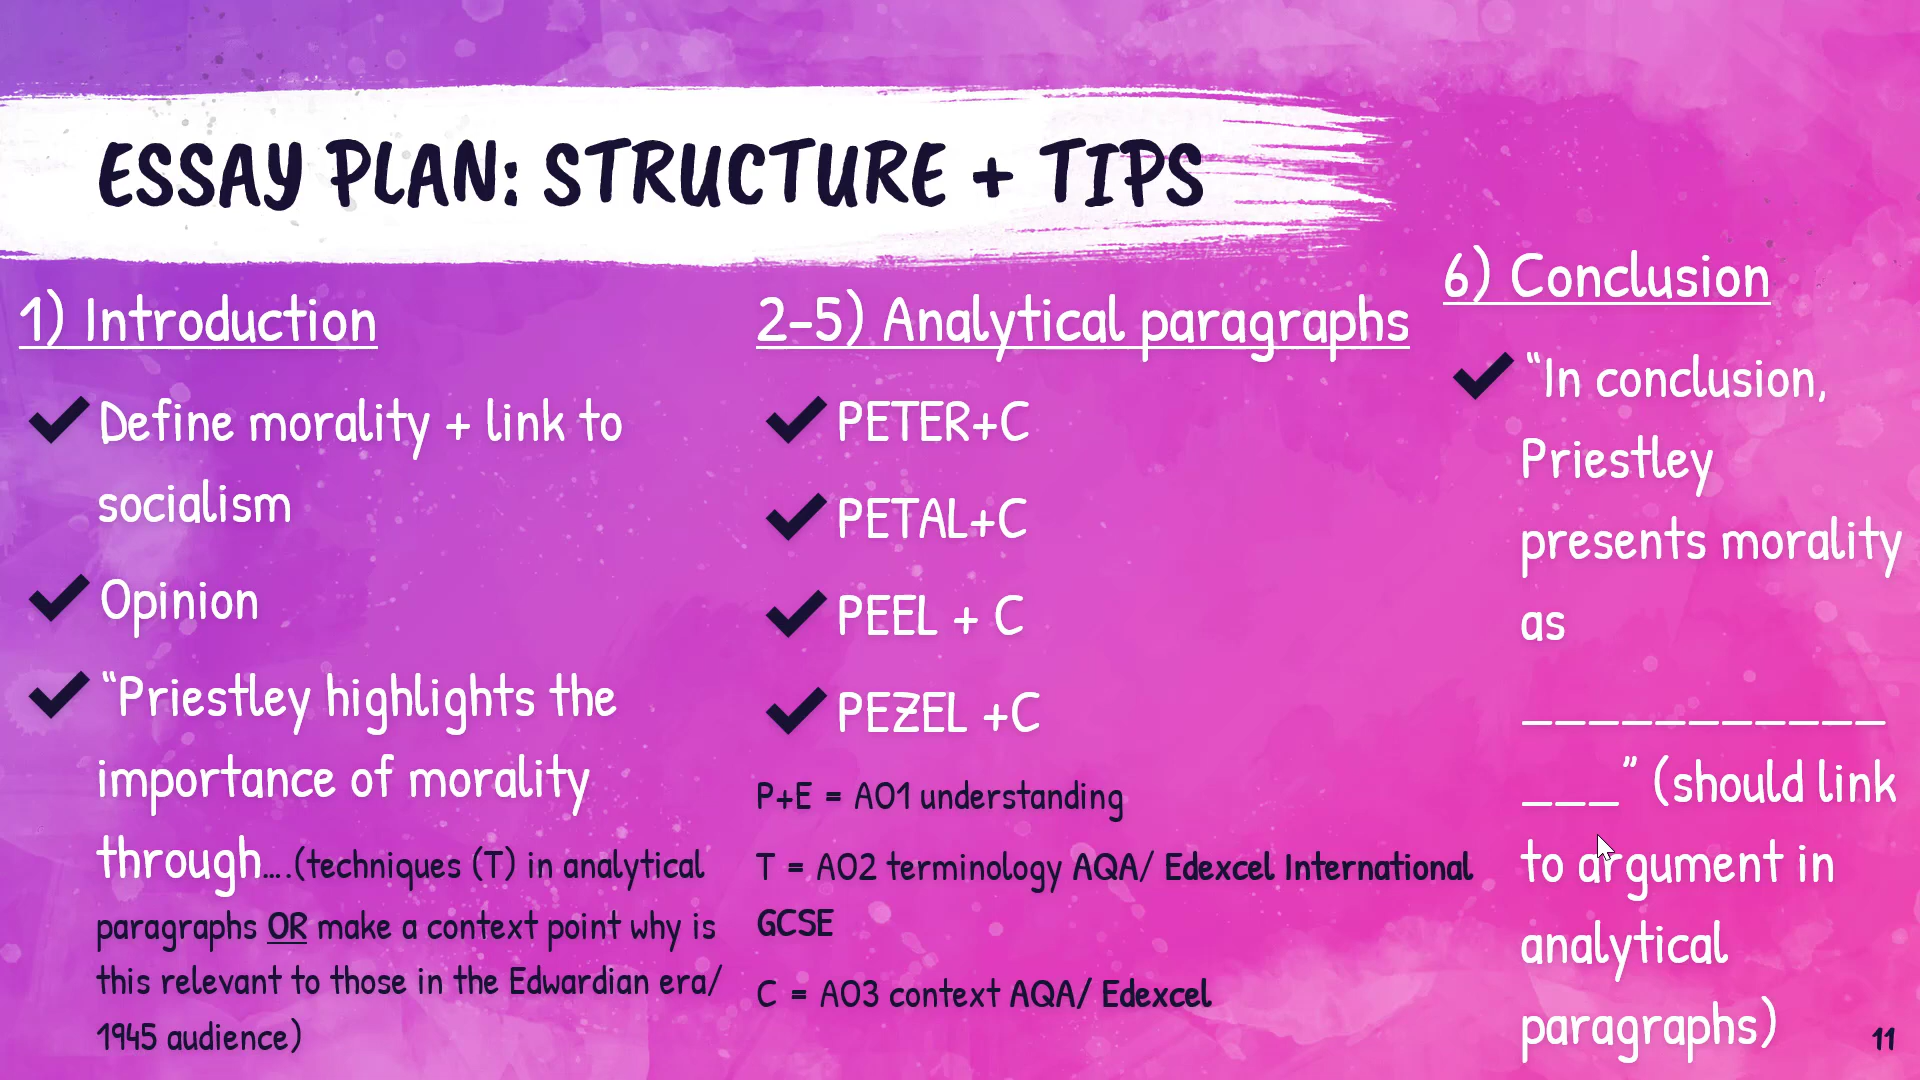 ESSAY PLAN: STRUCTURE + TIPS
1) Introduction
Define morality + link to
socialism
Opinion
“Priestley highlights the
importance of morality
through….(techniques (T) in analytical
paragraphs OR make a context point why is
this relevant to those in the Edwardian era/
1945 audience)
2-5) Analytical paragraphs
PETER+C
PETAL+C
PEEL + C
PEZEL +C
P+E = AO1 understanding
T = AO2 terminology AQA/ Edexcel International
GCSE
C = AO3 context AQA/ Edexcel
6) Conclusion
“In conclusion,
Priestley
presents morality
as
___________
___” (should link
to argument in
analytical
paragraphs)
11